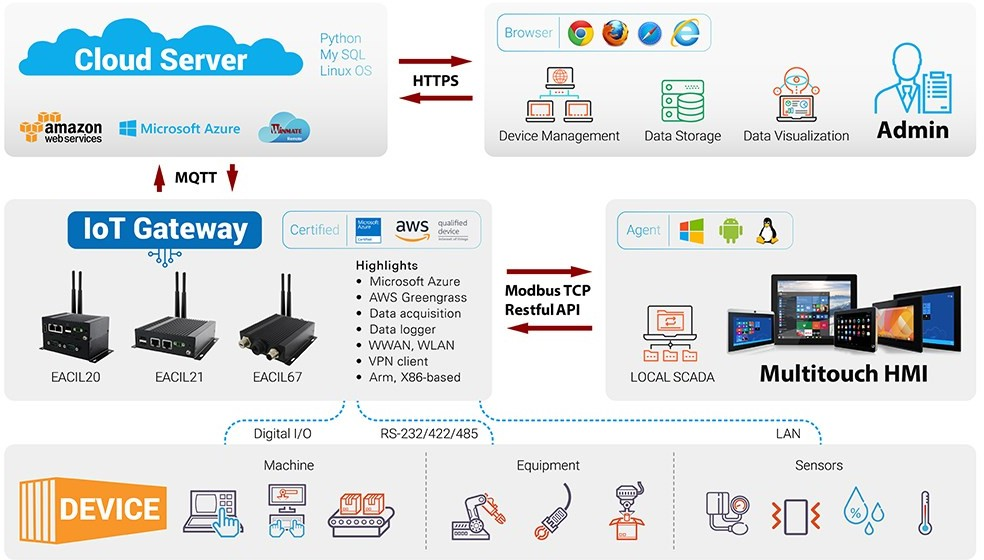 Cloud Server
Python
My SQL
Linux OS
amazon
web services
Microsoft Azure
WINMATE
HTTPS
Browser
Device Management
Data Storage
Data Visualization
Admin
MQTT
IoT Gateway
Certified
Microsoft
Azure
Certified
aws
qualified
device
EACIL20
EACIL21
EACIL67
Highlights
• Microsoft Azure
• AWS Greengrass
• Data acquisition
• Data logger
• WWAN, WLAN
• VPN client
• Arm, X86-based
Modbus TCP
Restful API
Agent
LOCAL SCADA
Multitouch HMI
Digital I/O
RS-232/422/485
LAN
DEVICE
Machine
Equipment
Sensors
%